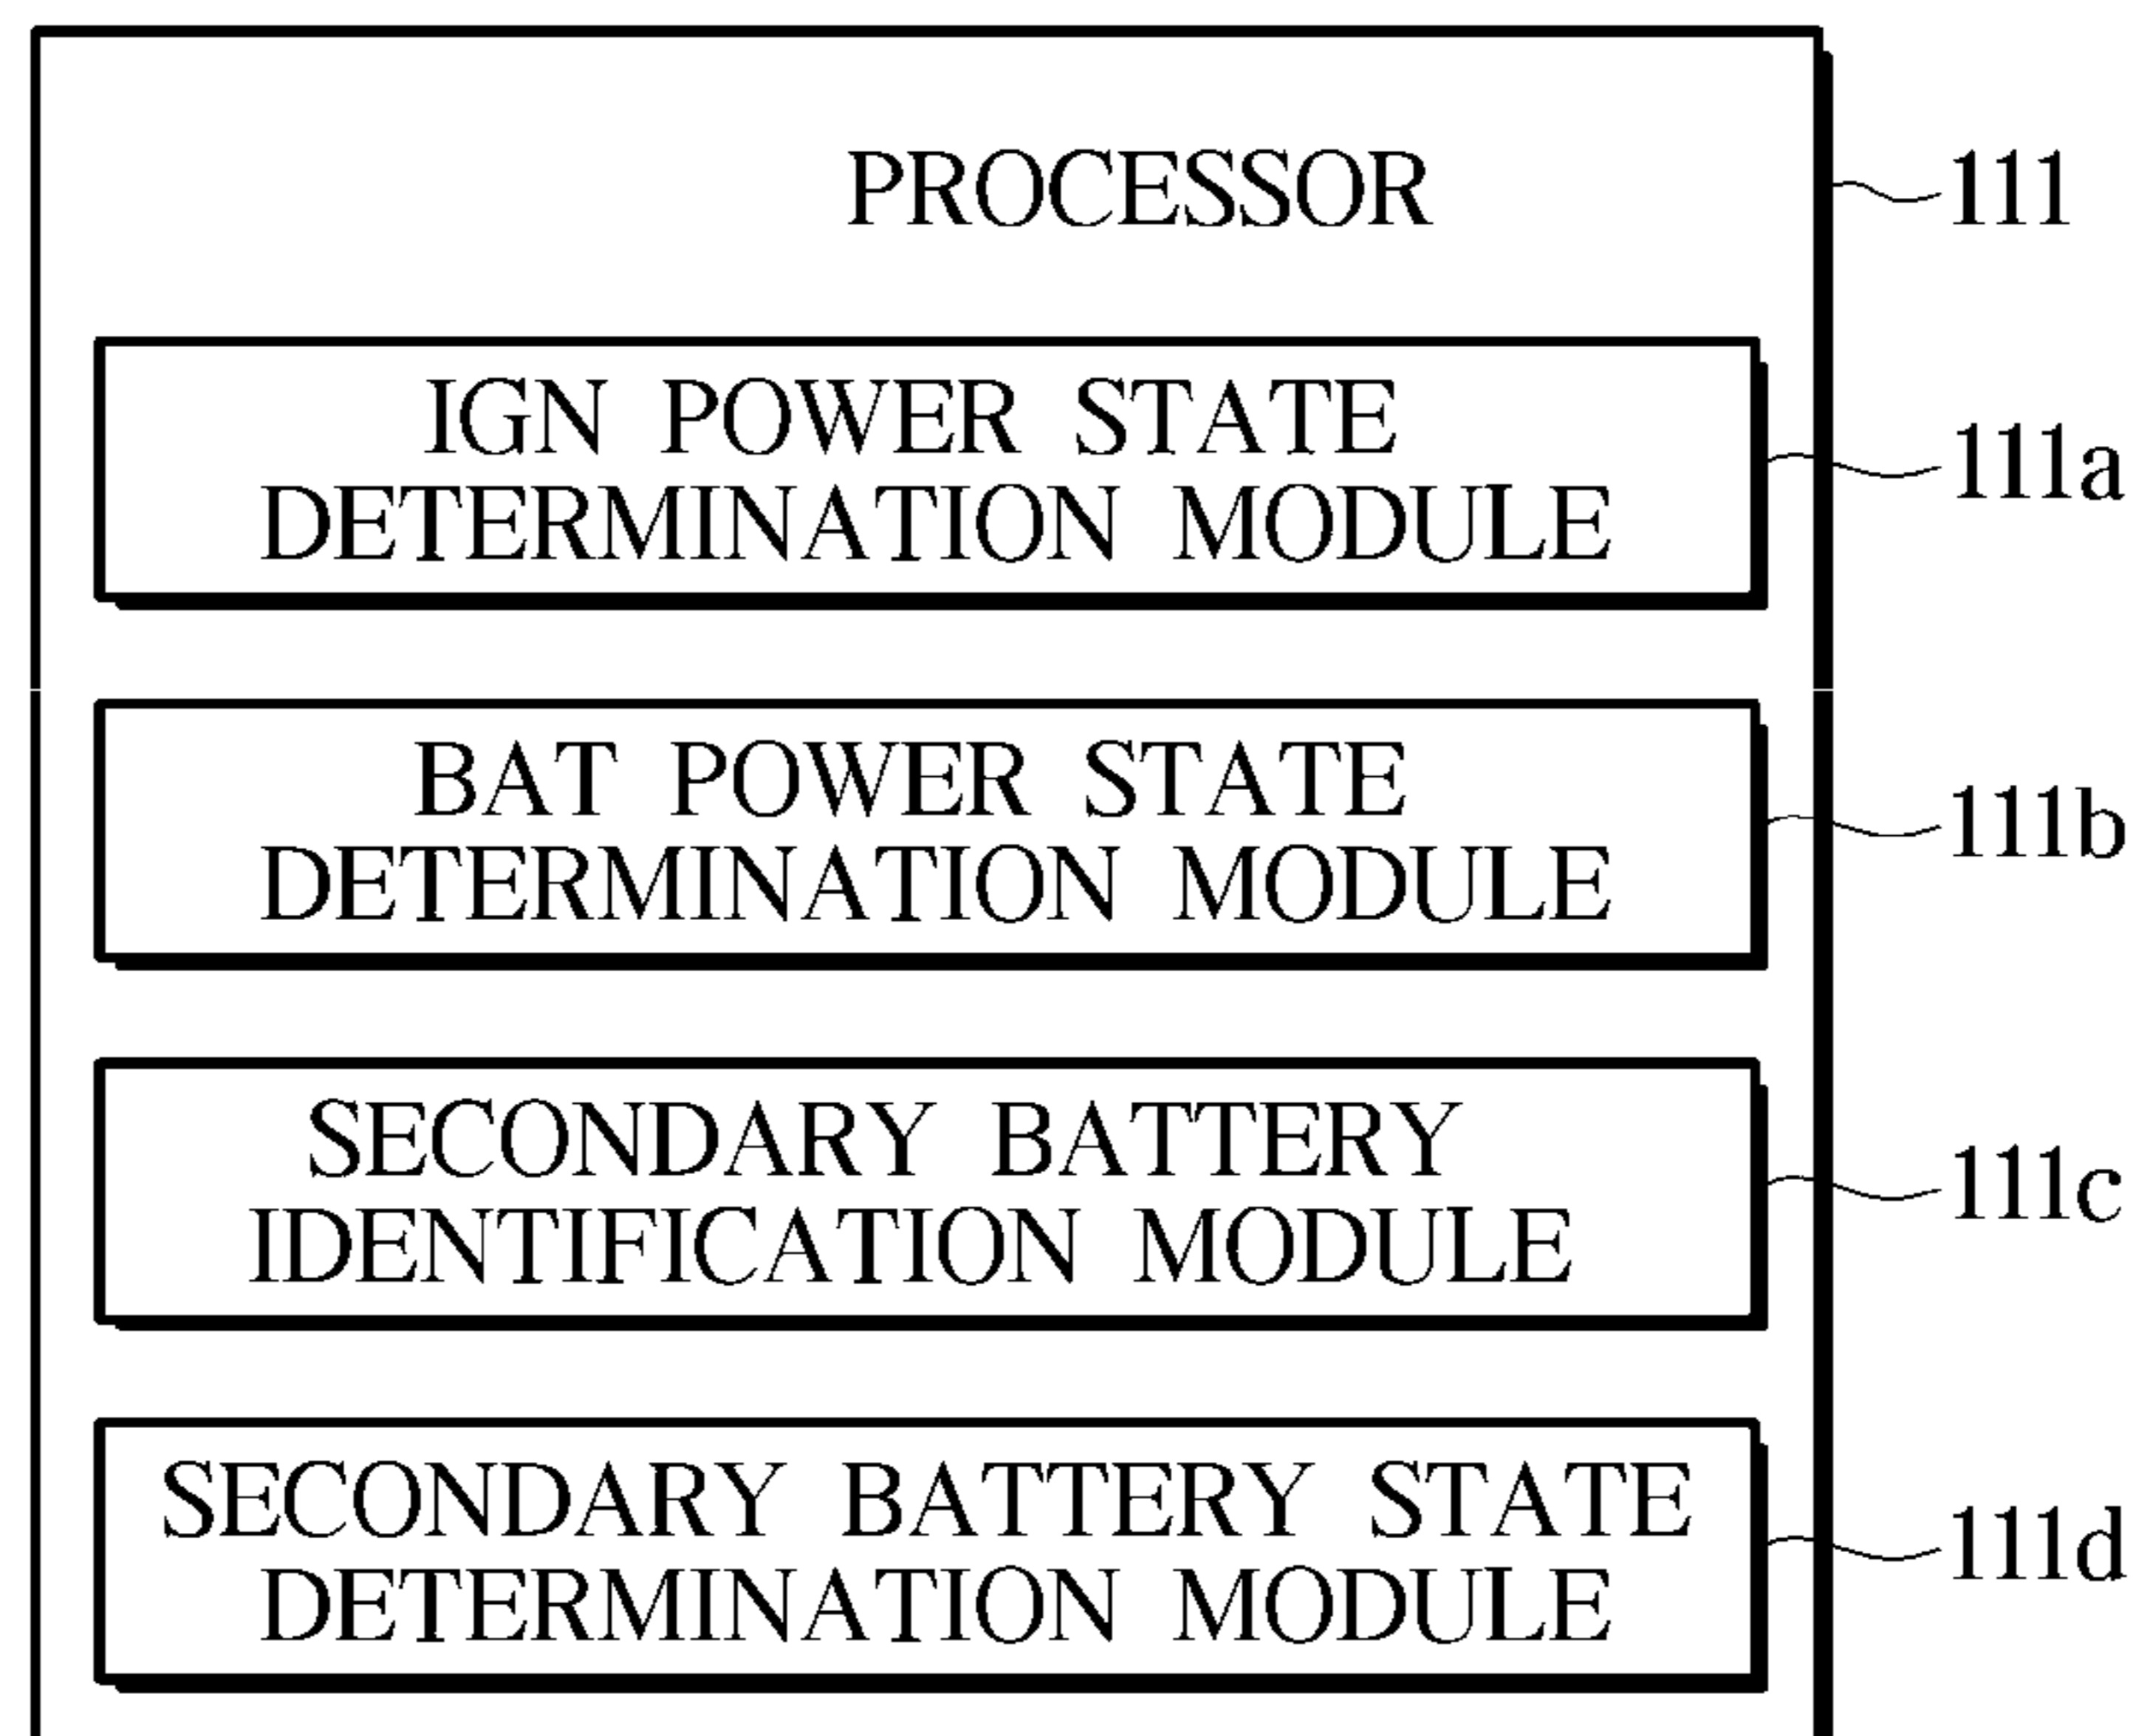 PROCESSOR
111
IGN POWER STATE
DETERMINATION MODULE
111a
BAT POWER STATE
DETERMINATION MODULE
111b
SECONDARY BATTERY
IDENTIFICATION MODULE
111c
SECONDARY BATTERY STATE
DETERMINATION MODULE
111d